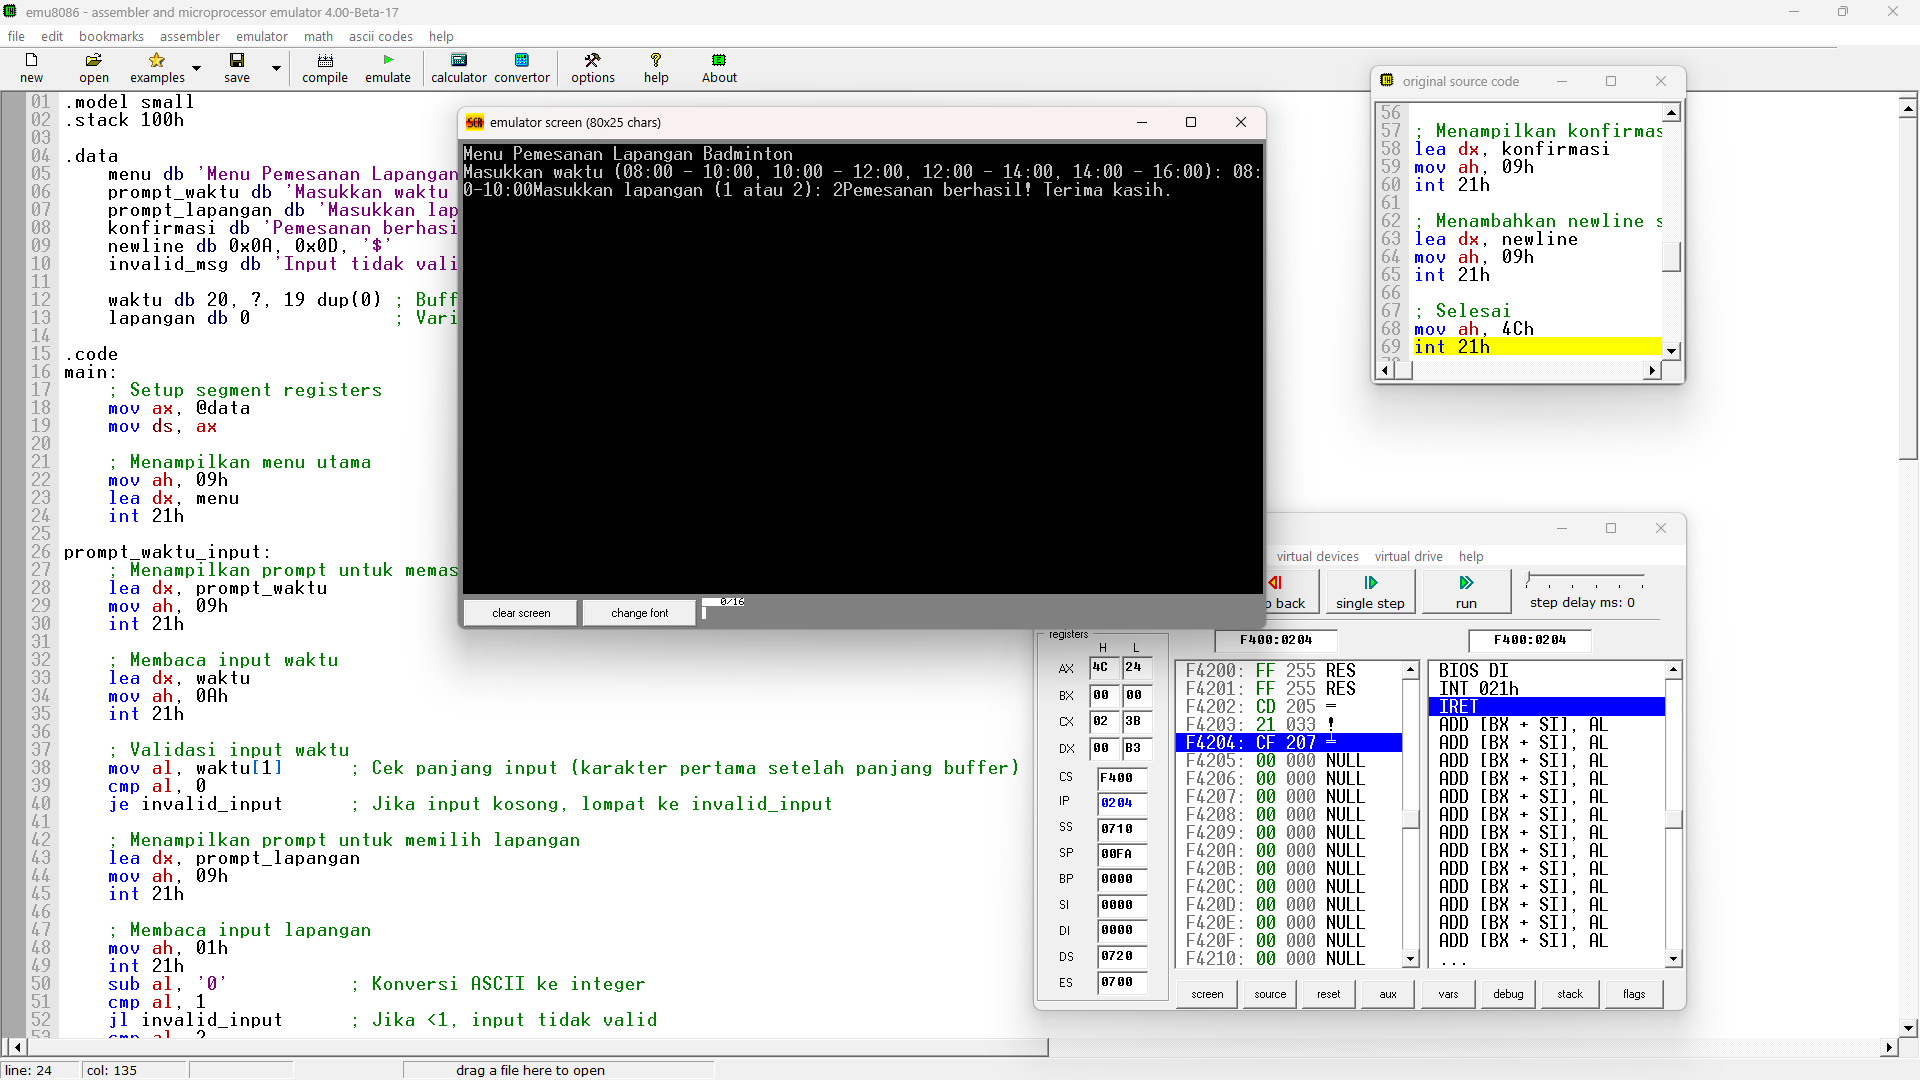 emu8086 - assembler and microprocessor emulator 4.00-Beta-17
file edit bookmarks assembler emulator math ascii codes help
new open examples save compile emulate calculator convertor options help About
01 .model small
02 .stack 100h
03
04 .data
05 menu db 'Menu Pemesanan Lapangan
06 prompt_waktu db 'Masukkan waktu
07 prompt_lapangan db 'Masukkan lap
08 konfirmasi db 'Pemesanan berhasi
09 newline db 0x0A, 0x0D, '$'
10 invalid_msg db 'Input tidak vali
11
12 waktu db 20, ?, 19 dup(0) ; Buff
13 lapangan db 0 ; Vari
14
15 .code
16 main:
17 ; Setup segment registers
18 mov ax, @data
19 mov ds, ax
20
21 ; Menampilkan menu utama
22 mov ah, 09h
23 lea dx, menu
24 int 21h
25
26 prompt_waktu_input:
27 ; Menampilkan prompt untuk memas
28 lea dx, prompt_waktu
29 mov ah, 09h
30 int 21h
31
32 ; Membaca input waktu
33 lea dx, waktu
34 mov ah, 0Ah
35 int 21h
36
37 ; Validasi input waktu
38 mov al, waktu[1] ; Cek panjang input (karakter pertama setelah panjang buffer)
39 cmp al, 0
40 je invalid_input ; Jika input kosong, lompat ke invalid_input
41
42 ; Menampilkan prompt untuk memilih lapangan
43 lea dx, prompt_lapangan
44 mov ah, 09h
45 int 21h
46
47 ; Membaca input lapangan
48 mov ah, 01h
49 int 21h
50 sub al, '0' ; Konversi ASCII ke integer
51 cmp al, 1
52 jl invalid_input ; Jika <1, input tidak valid
53 cmp al, 2
line: 24 col: 135 drag a file here to open
emulator screen (80x25 chars)
Menu Pemesanan Lapangan Badminton
Masukkan waktu (08:00 - 10:00, 10:00 - 12:00, 12:00 - 14:00, 14:00 - 16:00): 08:
0-10:00Masukkan lapangan (1 atau 2): 2Pemesanan berhasil! Terima kasih.
clear screen change font 0/16
original source code
56
57 ; Menampilkan konfirmas
58 lea dx, konfirmasi
59 mov ah, 09h
60 int 21h
61
62 ; Menambahkan newline s
63 lea dx, newline
64 mov ah, 09h
65 int 21h
66
67 ; Selesai
68 mov ah, 4Ch
69 int 21h
virtual devices virtual drive help
back single step run step delay ms: 0
registers F400:0204 F400:0204
H L
AX 4C 24
BX 00 00
CX 02 3B
DX 00 B3
CS F400
IP 0204
SS 0710
SP 00FA
BP 0000
SI 0000
DI 0000
DS 0720
ES 0700
F4200: FF 255 RES
F4201: FF 255 RES
F4202: CD 205 =
F4203: 21 033 !
F4204: CF 207 ╧
F4205: 00 000 NULL
F4206: 00 000 NULL
F4207: 00 000 NULL
F4208: 00 000 NULL
F4209: 00 000 NULL
F420A: 00 000 NULL
F420B: 00 000 NULL
F420C: 00 000 NULL
F420D: 00 000 NULL
F420E: 00 000 NULL
F420F: 00 000 NULL
F4210: 00 000 NULL
BIOS DI
INT 021h
IRET
ADD [BX + SI], AL
ADD [BX + SI], AL
ADD [BX + SI], AL
ADD [BX + SI], AL
ADD [BX + SI], AL
ADD [BX + SI], AL
ADD [BX + SI], AL
ADD [BX + SI], AL
ADD [BX + SI], AL
ADD [BX + SI], AL
ADD [BX + SI], AL
ADD [BX + SI], AL
ADD [BX + SI], AL
...
screen source reset aux vars debug stack flags